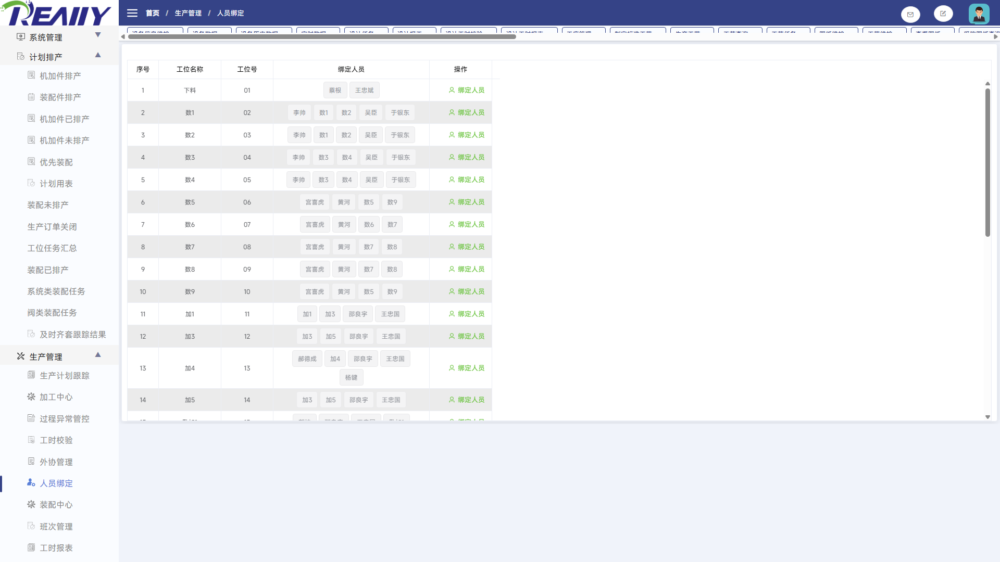 REALLY
首页 / 生产管理 / 人员绑定
系统管理
计划排产
机加件排产
装配件排产
机加件已排产
机加件未排产
优先装配
计划用表
装配未排产
生产订单关闭
工位任务汇总
装配已排产
系统类装配任务
阀类装配任务
及时齐套跟踪结果
生产管理
生产计划跟踪
加工中心
过程异常管控
工时校验
外协管理
人员绑定
装配中心
班次管理
工时报表
序号 工位名称 工位号 绑定人员 操作
1 下料 01 蔡根 王忠斌 绑定人员
2 数1 02 李帅 数1 数2 吴臣 于银东 绑定人员
3 数2 03 李帅 数1 数2 吴臣 于银东 绑定人员
4 数3 04 李帅 数3 数4 吴臣 于银东 绑定人员
5 数4 05 李帅 数3 数4 吴臣 于银东 绑定人员
6 数5 06 宫喜虎 黄河 数5 数9 绑定人员
7 数6 07 宫喜虎 黄河 数6 数7 绑定人员
8 数7 08 宫喜虎 黄河 数7 数8 绑定人员
9 数8 09 宫喜虎 黄河 数7 数8 绑定人员
10 数9 10 宫喜虎 黄河 数5 数9 绑定人员
11 加1 11 加1 加3 邵良宇 王忠国 绑定人员
12 加3 12 加3 加5 邵良宇 王忠国 绑定人员
13 加4 13 郝德成 加4 邵良宇 王忠国 绑定人员
杨键
14 加5 14 加3 加5 邵良宇 王忠国 绑定人员